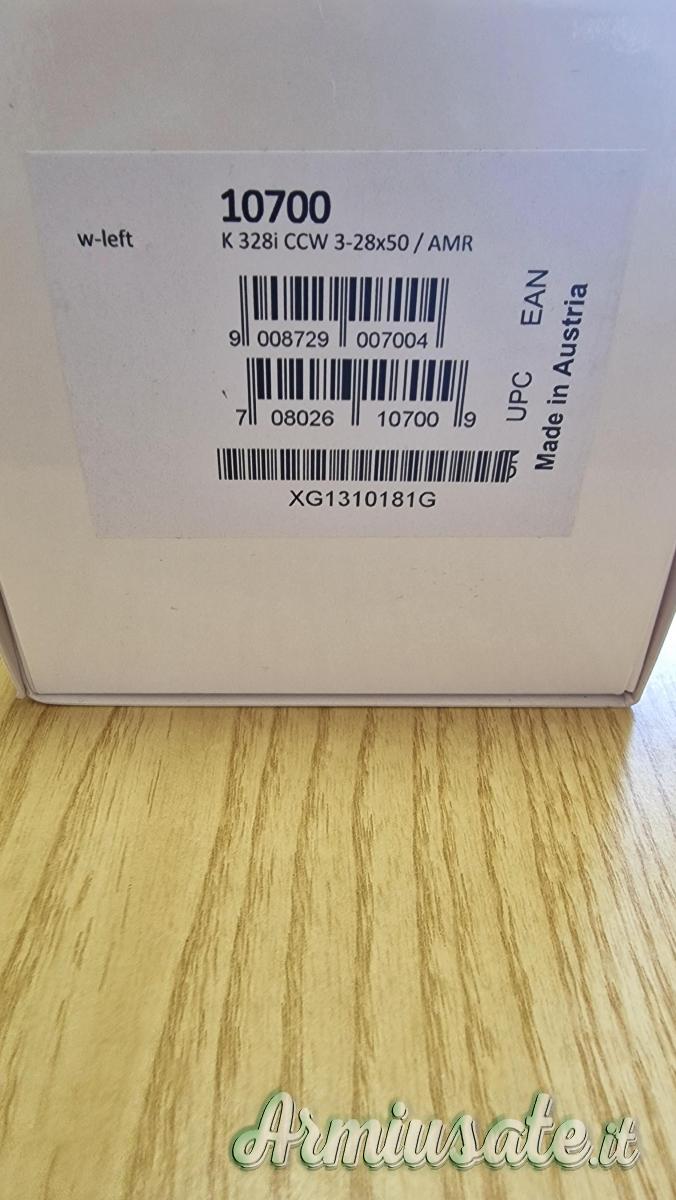 10700
w-left
K 328i CCW 3-28x50 / AMR
9 008729 007004
EAN
7 08026 10700 9
UPC
Made in Austria
XG1310181G
Armiusate.it